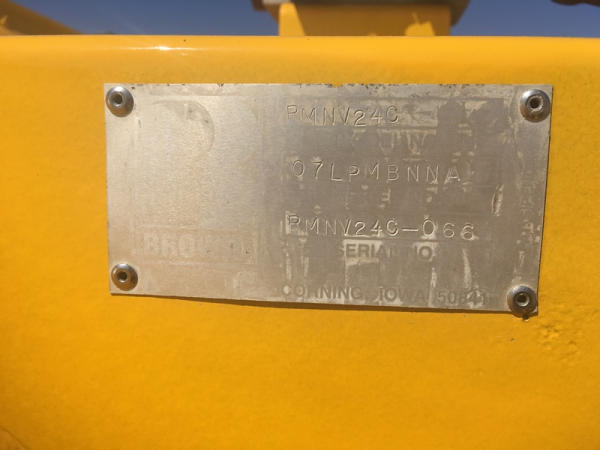 RMNV24C
07LPMBNNA
RMNV24C-066
SERIAL NO
CORNING, IOWA